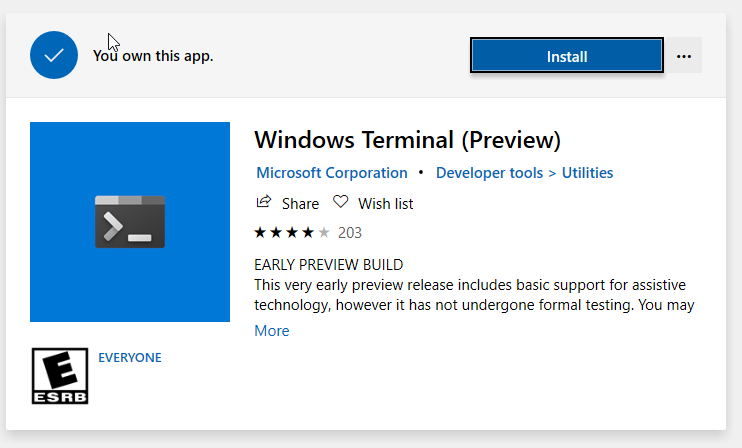 You own this app.
Install
...
Windows Terminal (Preview)
Microsoft Corporation • Developer tools > Utilities
Share Wish list
203
EARLY PREVIEW BUILD
This very early preview release includes basic support for assistive
technology, however it has not undergone formal testing. You may
More
E
ESRB
EVERYONE